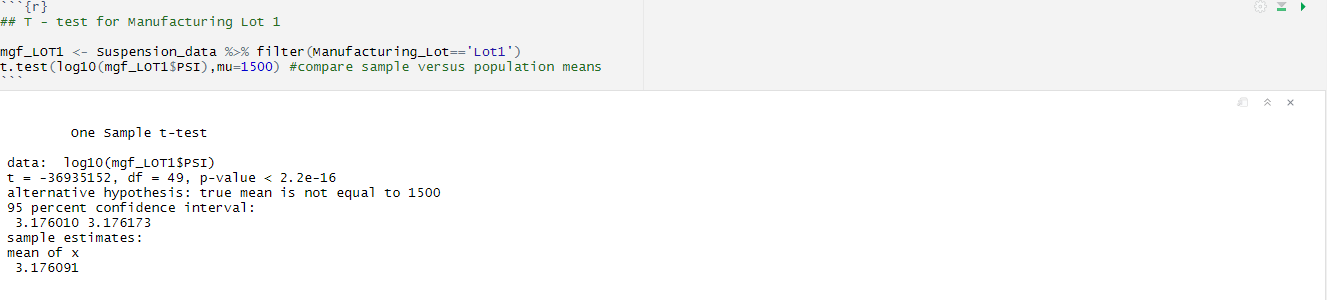 ```{r}
## T - test for Manufacturing Lot 1
mgf_LOT1 <- Suspension_data %>% filter(Manufacturing_Lot=='Lot1')
t.test(log10(mgf_LOT1$PSI),mu=1500) #compare sample versus population means
```
One Sample t-test
data:  log10(mgf_LOT1$PSI)
t = -36935152, df = 49, p-value < 2.2e-16
alternative hypothesis: true mean is not equal to 1500
95 percent confidence interval:
3.176010 3.176173
sample estimates:
mean of x
3.176091